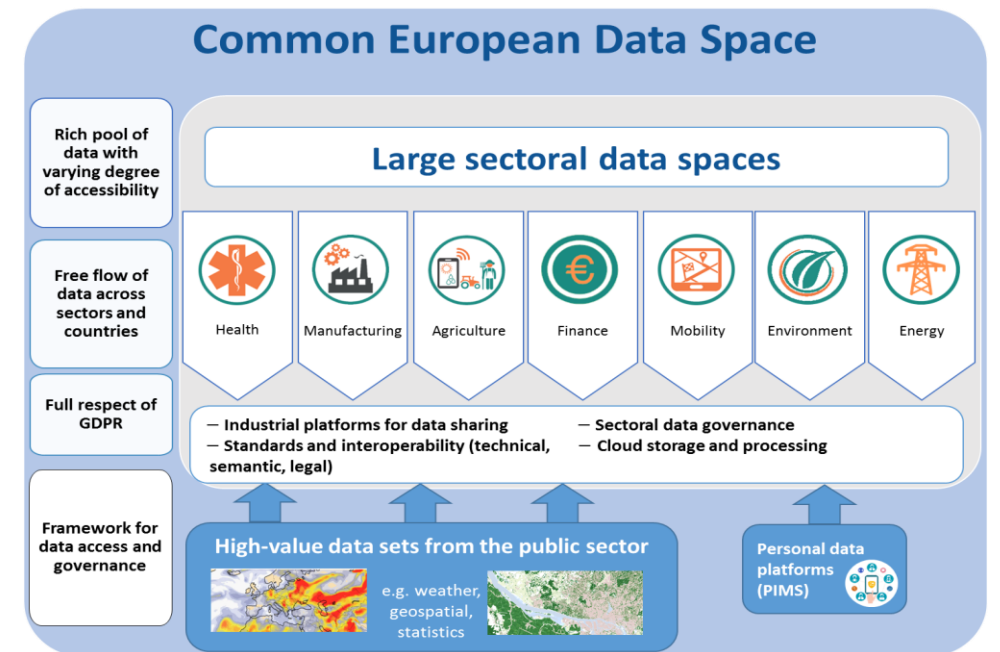 Common European Data Space
Rich pool of
data with
varying degree
of accessibility
Free flow of
data across
sectors and
countries
Full respect of
GDPR
Framework for
data access and
governance
Large sectoral data spaces
Health
Manufacturing
Agriculture
Finance
Mobility
Environment
Energy
— Industrial platforms for data sharing
— Standards and interoperability (technical,
semantic, legal)
— Sectoral data governance
— Cloud storage and processing
High-value data sets from the public sector
e.g. weather,
geospatial,
statistics
Personal data
platforms
(PIMS)